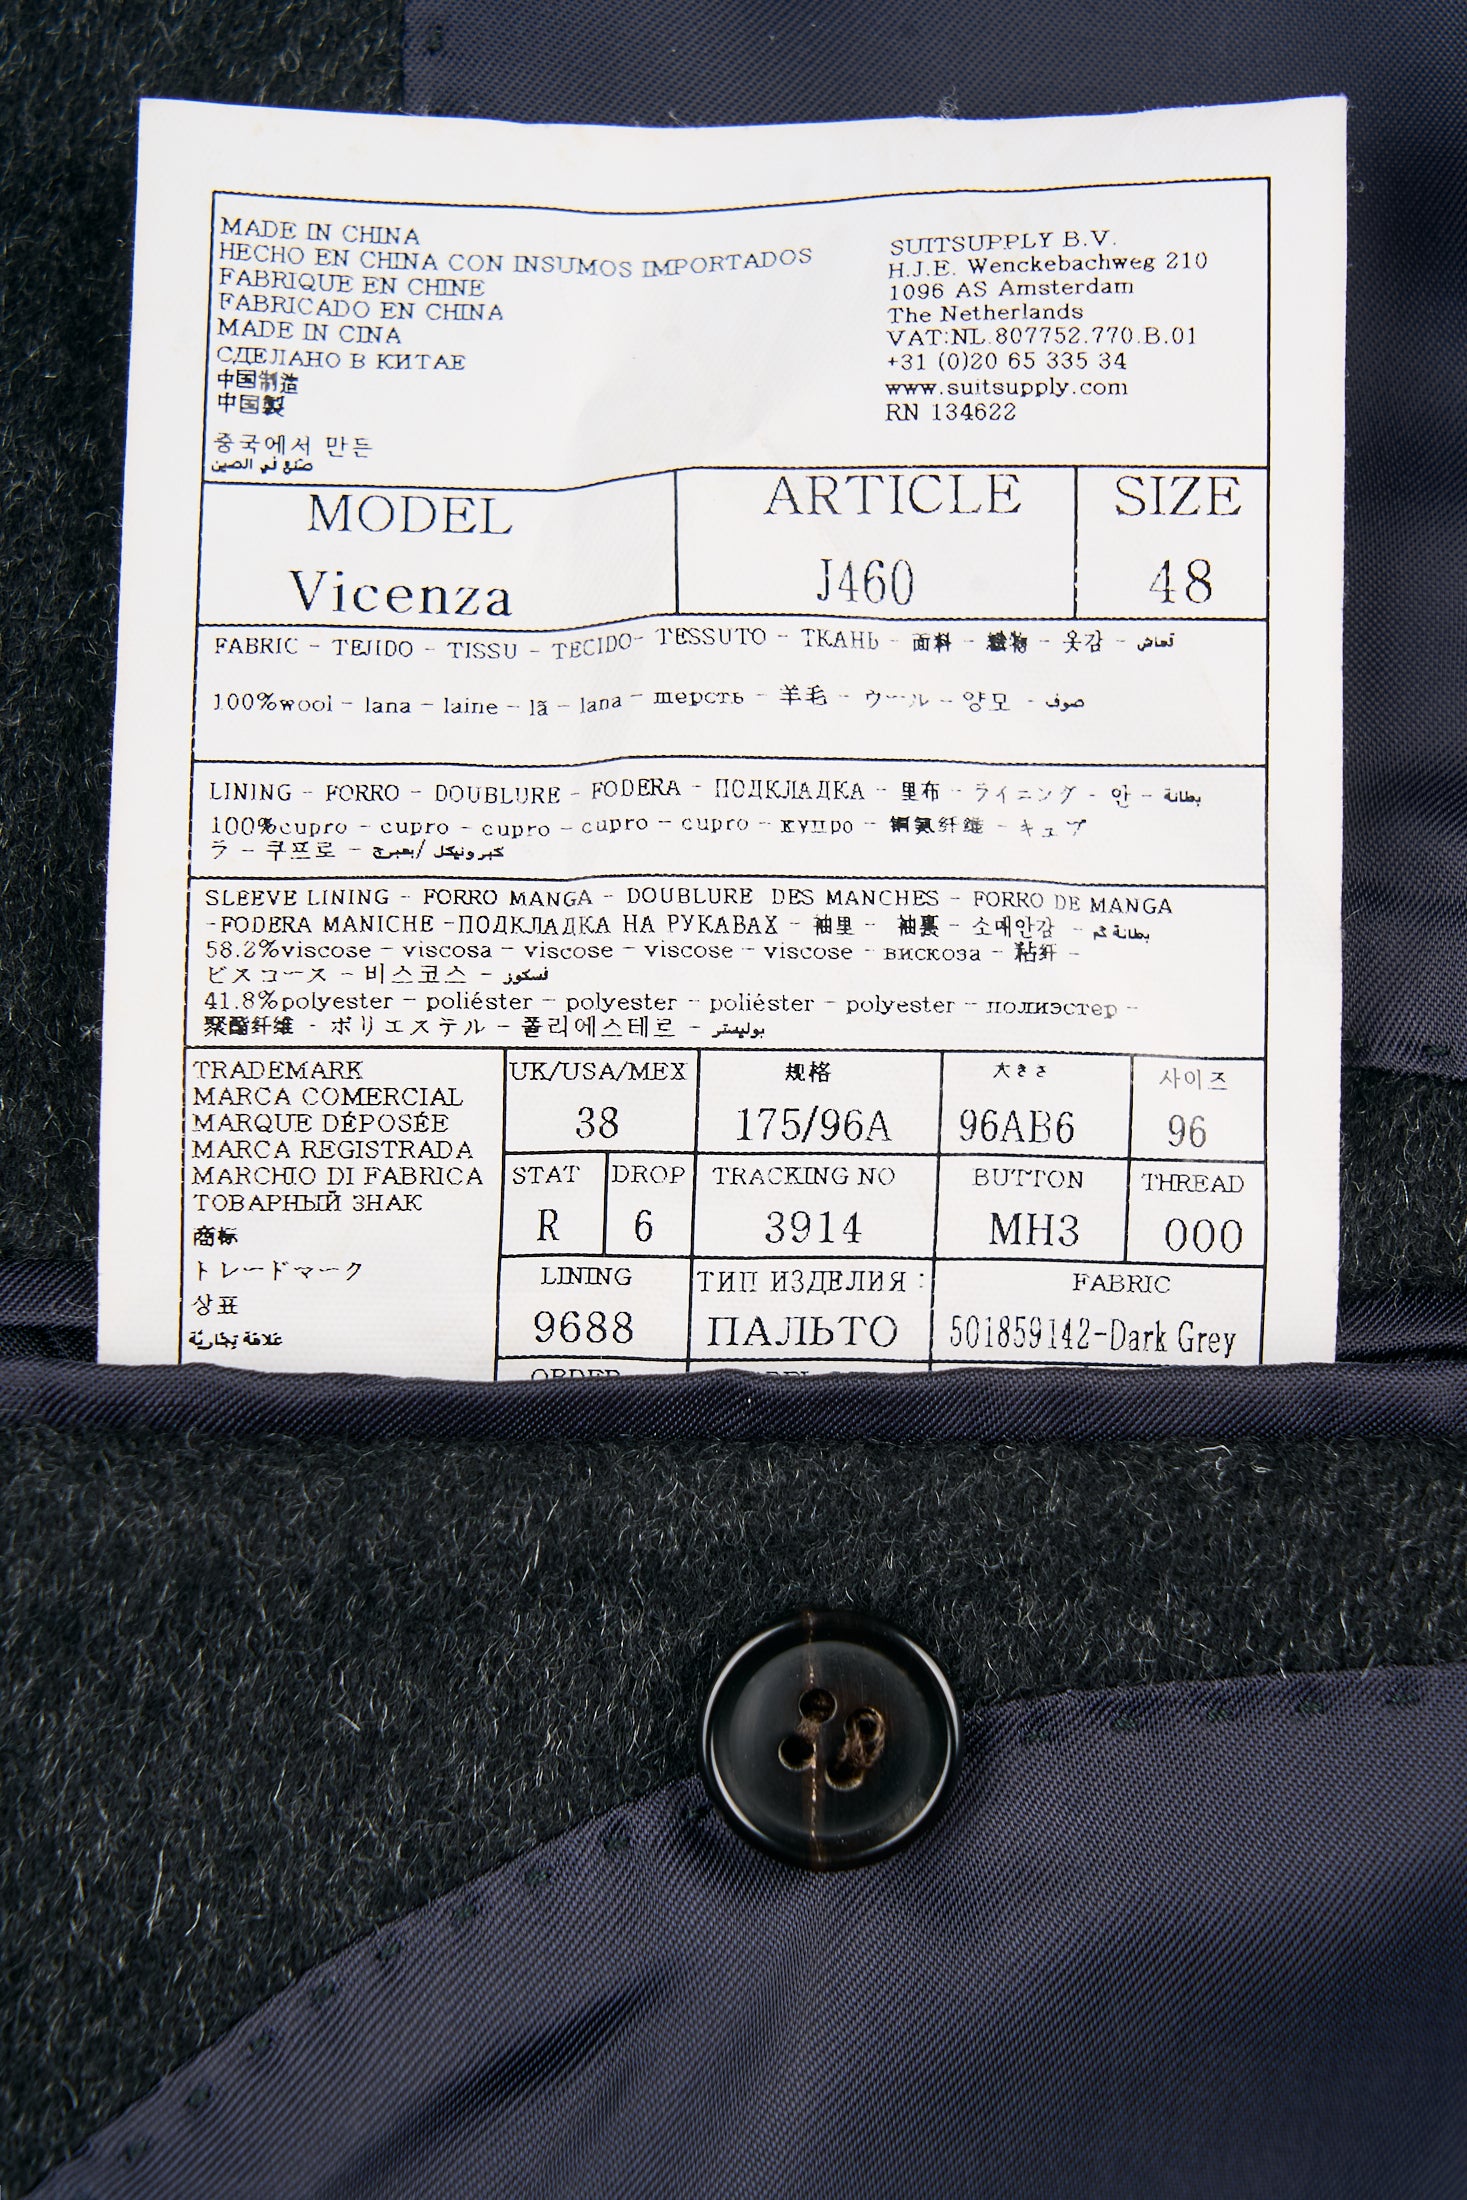 MADE IN CHINA
HECHO EN CHINA CON INSUMOS IMPORTADOS
FABRIQUE EN CHINE
FABRICADO EN CHINA
MADE IN CINA
СДЕЛАНО В КИТАЕ
中国制造
中国製
중국에서 만든
صنع في الصين
SUITSUPPLY B.V.
H.J.E. Wenckebachweg 210
1096 AS Amsterdam
The Netherlands
VAT:NL.807752.770.B.01
+31 (0)20 65 335 34
www.suitsupply.com
RN 134622
MODEL
Vicenza
ARTICLE
J460
SIZE
48
FABRIC - TEJIDO - TISSU - TECIDO- TESSUTO - ТКАНЬ - 面料 - 織物 - 옷감 - قماش
100%wool - lana - laine - lã - lana - шерсть - 羊毛 - ウール - 양모 - صوف
LINING - FORRO - DOUBLURE - FODERA - ПОДКЛАДКА - 里布 - ライニング - 안 - بطانة
100%cupro - cupro - cupro - cupro - cupro - купро - 铜氨纤维 - キュプ
ラ - 쿠프로 - كبرونيكل /
SLEEVE LINING - FORRO MANGA - DOUBLURE DES MANCHES - FORRO DE MANGA
-FODERA MANICHE -ПОДКЛАДКА НА РУКАВАХ - 袖里 - 袖裏 - 소매안감 - بطانة كم
58.2%viscose - viscosa - viscose - viscose - viscose - вискоза - 粘纤 -
ビスコース - 비스코스 - فسكوز
41.8%polyester - poliéster - polyester - poliéster - polyester - полиэстер -
聚酯纤维 - ポリエステル - 폴리에스테르 - بوليستر
TRADEMARK
MARCA COMERCIAL
MARQUE DÉPOSÉE
MARCA REGISTRADA
MARCHIO DI FABRICA
ТОВАРНЫЙ ЗНАК
商标
トレードマーク
상표
علاقة تجاريّة
UK/USA/MEX
38
规格
175/96A
大きさ
96AB6
사이즈
96
STAT
R
DROP
6
TRACKING NO
3914
BUTTON
MH3
THREAD
000
LINING
9688
ТИП ИЗДЕЛИЯ :
ПАЛЬТО
FABRIC
501859142-Dark Grey